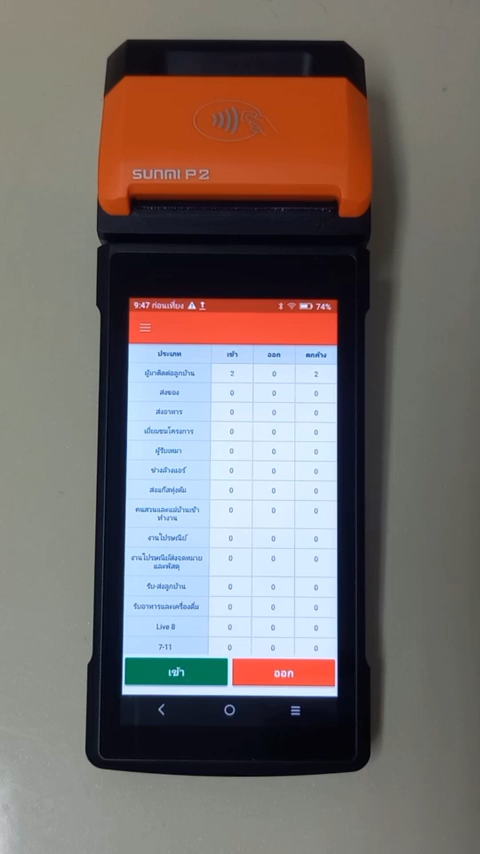 SUNMI P2
9:47 ก่อนเที่ยง 74%
ประเภท เข้า ออก ตกค้าง
ผู้มาติดต่อลูกบ้าน 2 0 2
ส่งของ 0 0 0
ส่งอาหาร 0 0 0
เยี่ยมชมโครงการ 0 0 0
ผู้รับเหมา 0 0 0
ช่างล้างแอร์ 0 0 0
ส่งแก๊สหุงต้ม 0 0 0
คนสวนและแม่บ้านเข้า 0 0 0
ทำงาน
งานไปรษณีย์ 0 0 0
งานไปรษณีย์ส่งจดหมาย 0 0 0
และพัสดุ
รับ-ส่งลูกบ้าน 0 0 0
รับอาหารและเครื่องดื่ม 0 0 0
Live 8 0 0 0
7-11 0 0 0
เข้า ออก